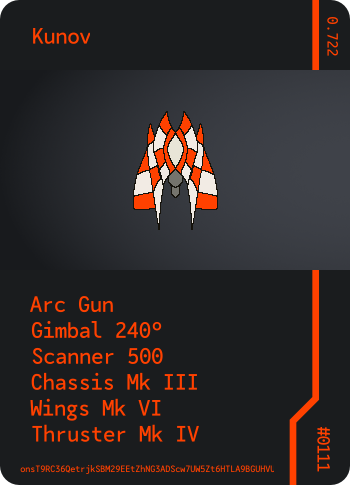 Kunov
0.722
Arc Gun
Gimbal 240°
Scanner 500
Chassis Mk III
Wings Mk VI
Thruster Mk IV
#0111
onsT9RC36QetrjkSBM29EEtZhNG3ADScw7UW5Zt6HTLA9BGUHVL